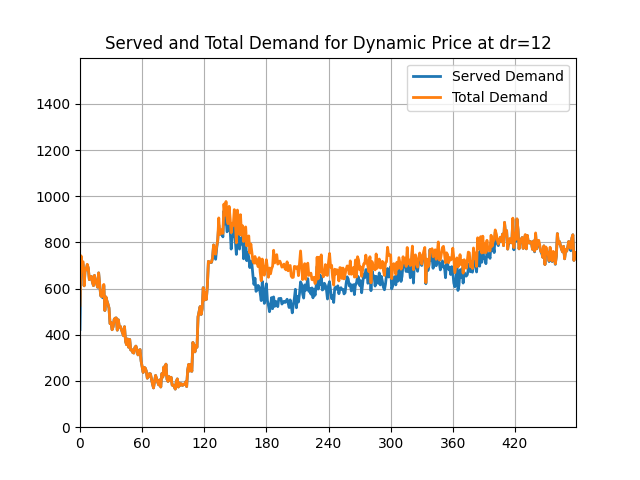 Served and Total Demand for Dynamic Price at dr=12
Served Demand
Total Demand
1400
1200
1000
800
600
400
200
0
0 60 120 180 240 300 360 420